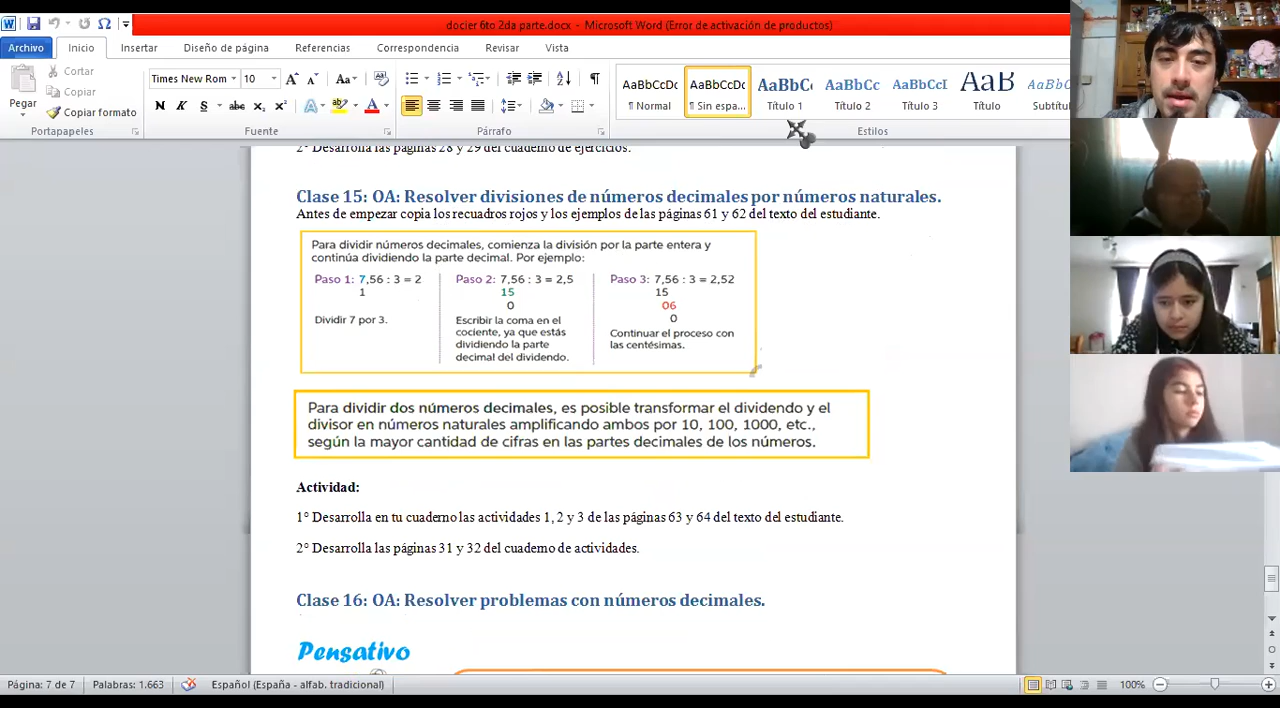 docier 6to 2da parte.docx - Microsoft Word (Error de activación de productos)
Archivo Inicio Insertar Diseño de página Referencias Correspondencia Revisar Vista
Pegar
Cortar
Copiar
Copiar formato
Portapapeles
Times New Rom 10
Fuente
Párrafo
AaBbCcDc AaBbCcDc AaBbC AaBbCc AaBbCcI AaB AaBbCcL
¶ Normal ¶ Sin espa... Título 1 Título 2 Título 3 Título Subtítul
Estilos
2° Desarrolla las páginas 28 y 29 del cuaderno de ejercicios.
Clase 15: OA: Resolver divisiones de números decimales por números naturales.
Antes de empezar copia los recuadros rojos y los ejemplos de las páginas 61 y 62 del texto del estudiante.
Para dividir números decimales, comienza la división por la parte entera y
continúa dividiendo la parte decimal. Por ejemplo:
Paso 1: 7,56 : 3 = 2
1
Dividir 7 por 3.
Paso 2: 7,56 : 3 = 2,5
15
0
Escribir la coma en el
cociente, ya que estás
dividiendo la parte
decimal del dividendo.
Paso 3: 7,56 : 3 = 2,52
15
06
0
Continuar el proceso con
las centésimas.
Para dividir dos números decimales, es posible transformar el dividendo y el
divisor en números naturales amplificando ambos por 10, 100, 1000, etc.,
según la mayor cantidad de cifras en las partes decimales de los números.
Actividad:
1° Desarrolla en tu cuaderno las actividades 1, 2 y 3 de las páginas 63 y 64 del texto del estudiante.
2° Desarrolla las páginas 31 y 32 del cuaderno de actividades.
Clase 16: OA: Resolver problemas con números decimales.
Pensativo
Página: 7 de 7 Palabras: 1.663 Español (España - alfab. tradicional) 100%